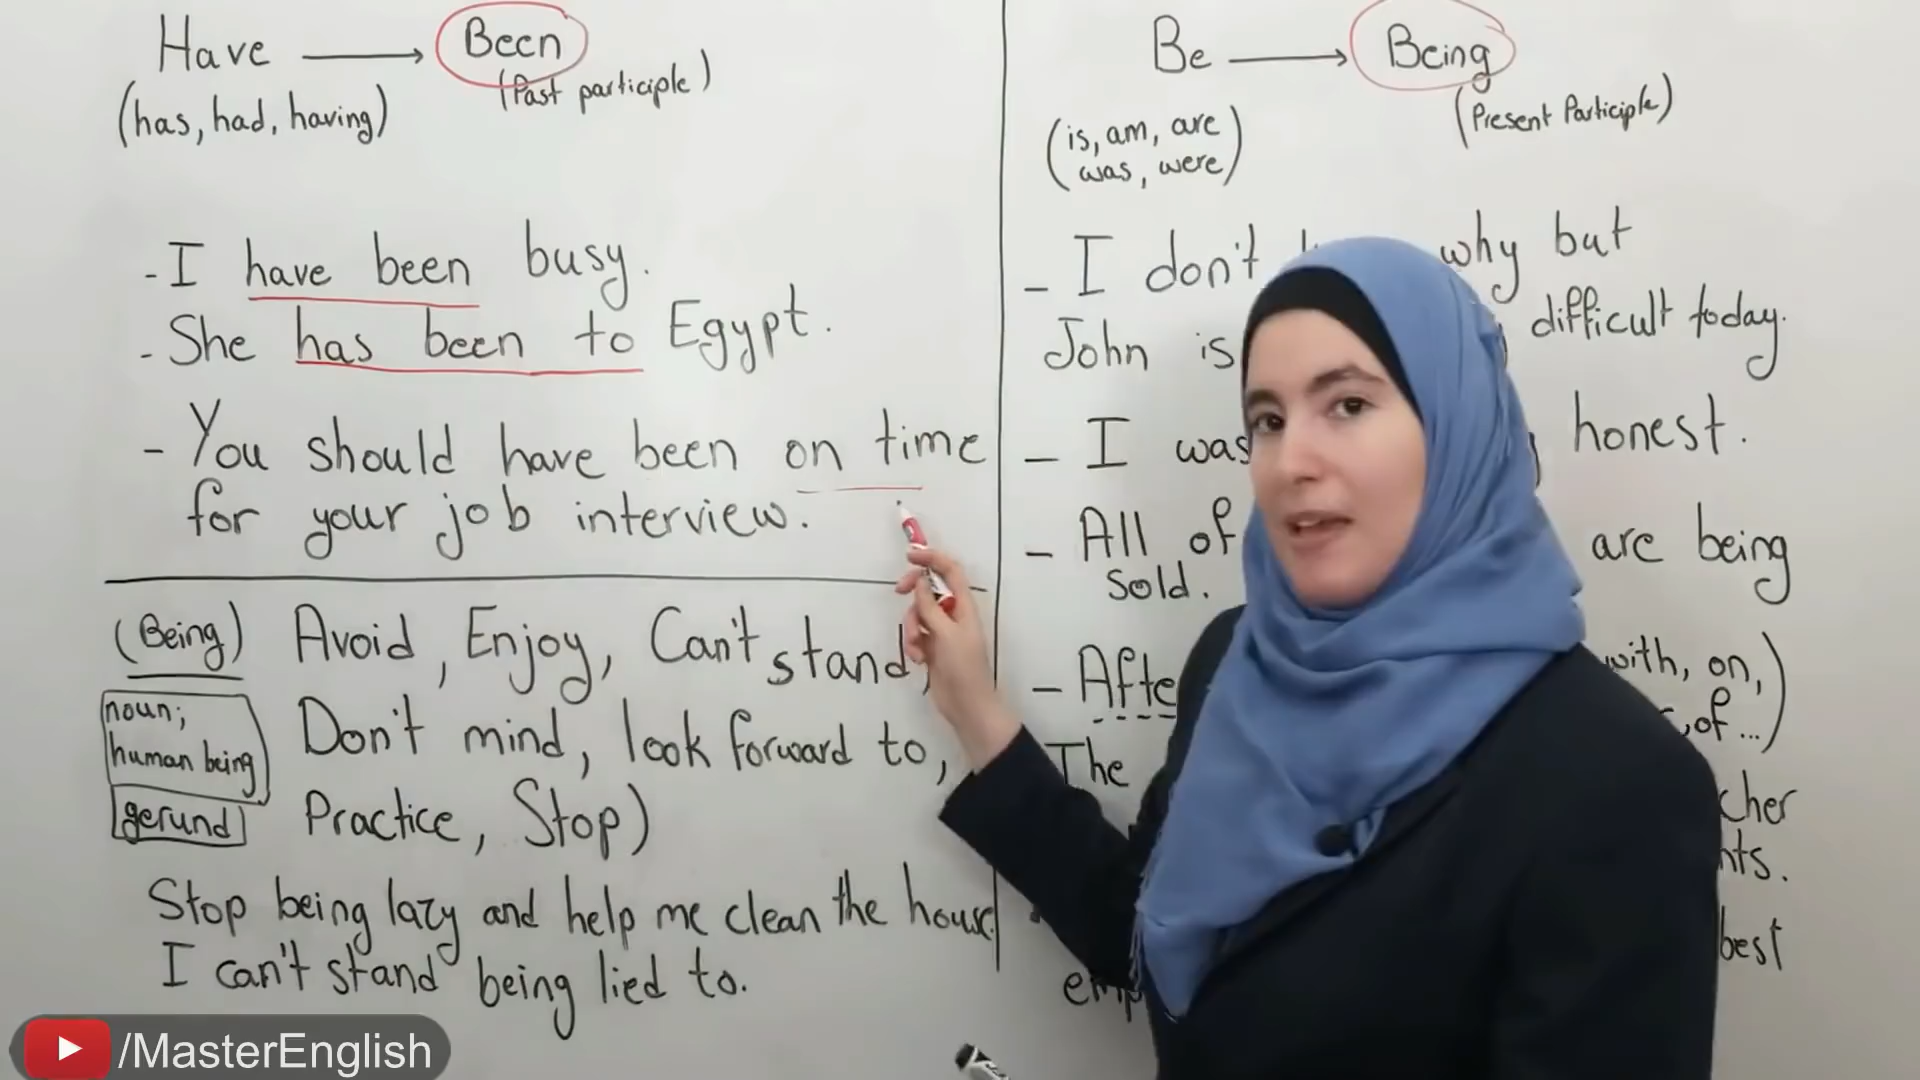 Have → Been
(has, had, having)
(Past participle)
- I have been busy.
- She has been to Egypt.
- You should have been on time
for your job interview.
(Being) Avoid, Enjoy, Can't stand,
noun;
human being
gerund
Don't mind, look forward to,
Practice, Stop)
Stop being lazy and help me clean the house.
I can't stand being lied to.
Be → Being
(is, am, are
was, were)
(Present Participle)
- I don't why but
John is difficult today.
- I was honest.
- All of are being
sold.
- with, on,
of...)
The
best
/MasterEnglish